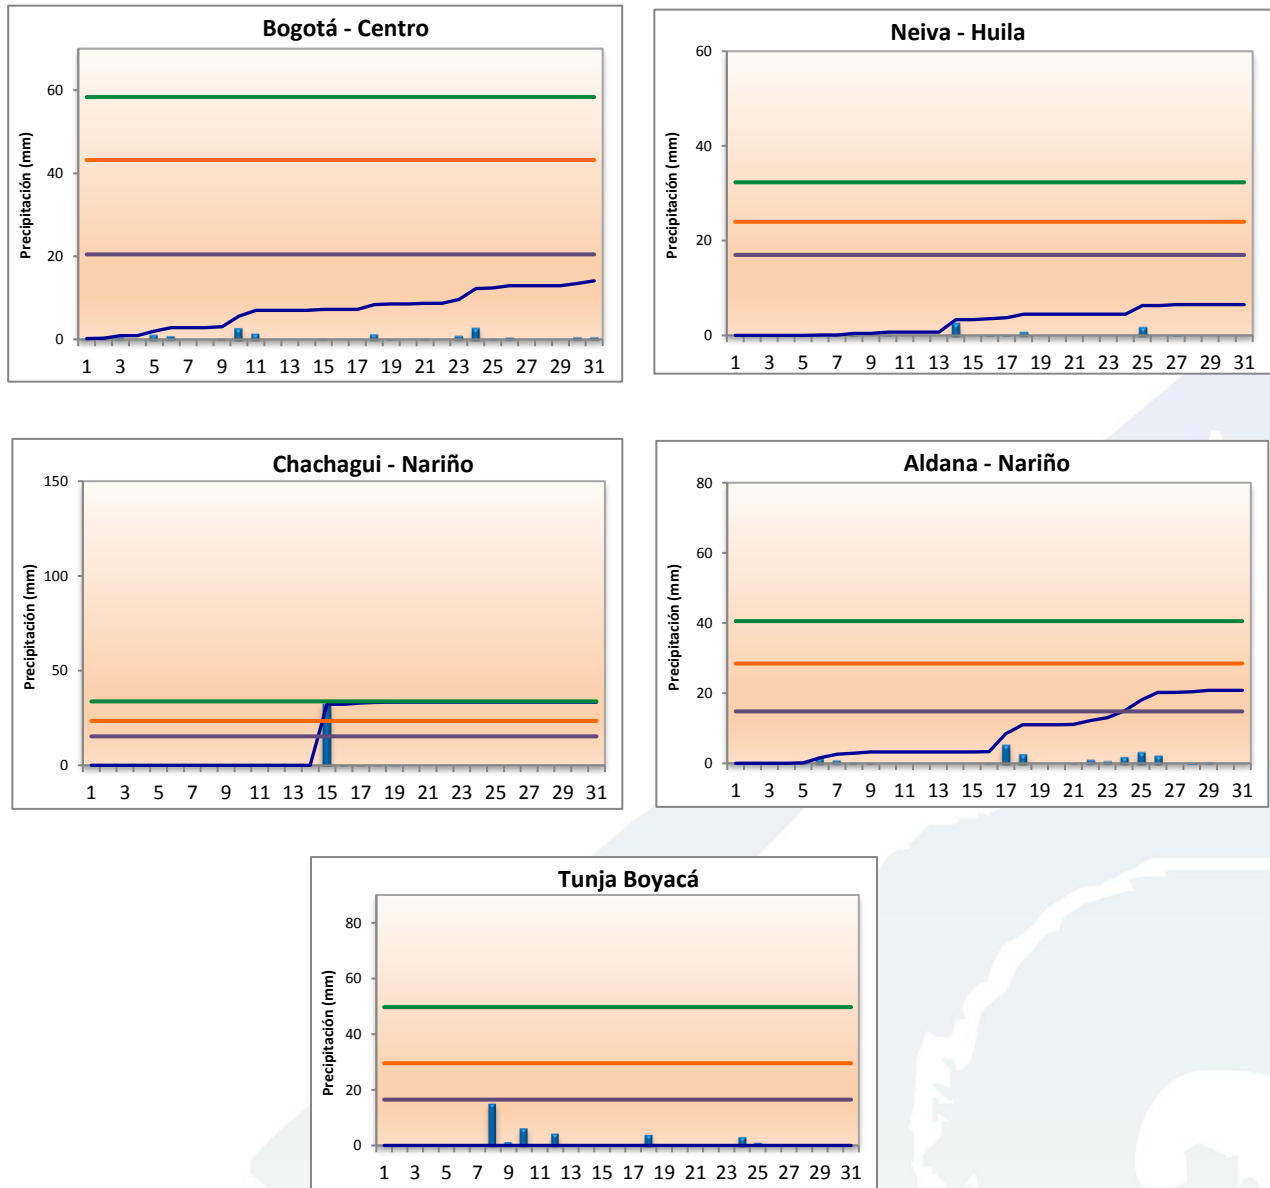 Bogotá - Centro
Precipitación (mm)
60
40
20
0
1 3 5 7 9 11 13 15 17 19 21 23 25 27 29 31
Neiva - Huila
Precipitación (mm)
60
40
20
0
1 3 5 7 9 11 13 15 17 19 21 23 25 27 29 31
Chachagui - Nariño
Precipitación (mm)
150
100
50
0
1 3 5 7 9 11 13 15 17 19 21 23 25 27 29 31
Aldana - Nariño
Precipitación (mm)
80
60
40
20
0
1 3 5 7 9 11 13 15 17 19 21 23 25 27 29 31
Tunja Boyacá
Precipitación (mm)
80
60
40
20
0
1 3 5 7 9 11 13 15 17 19 21 23 25 27 29 31